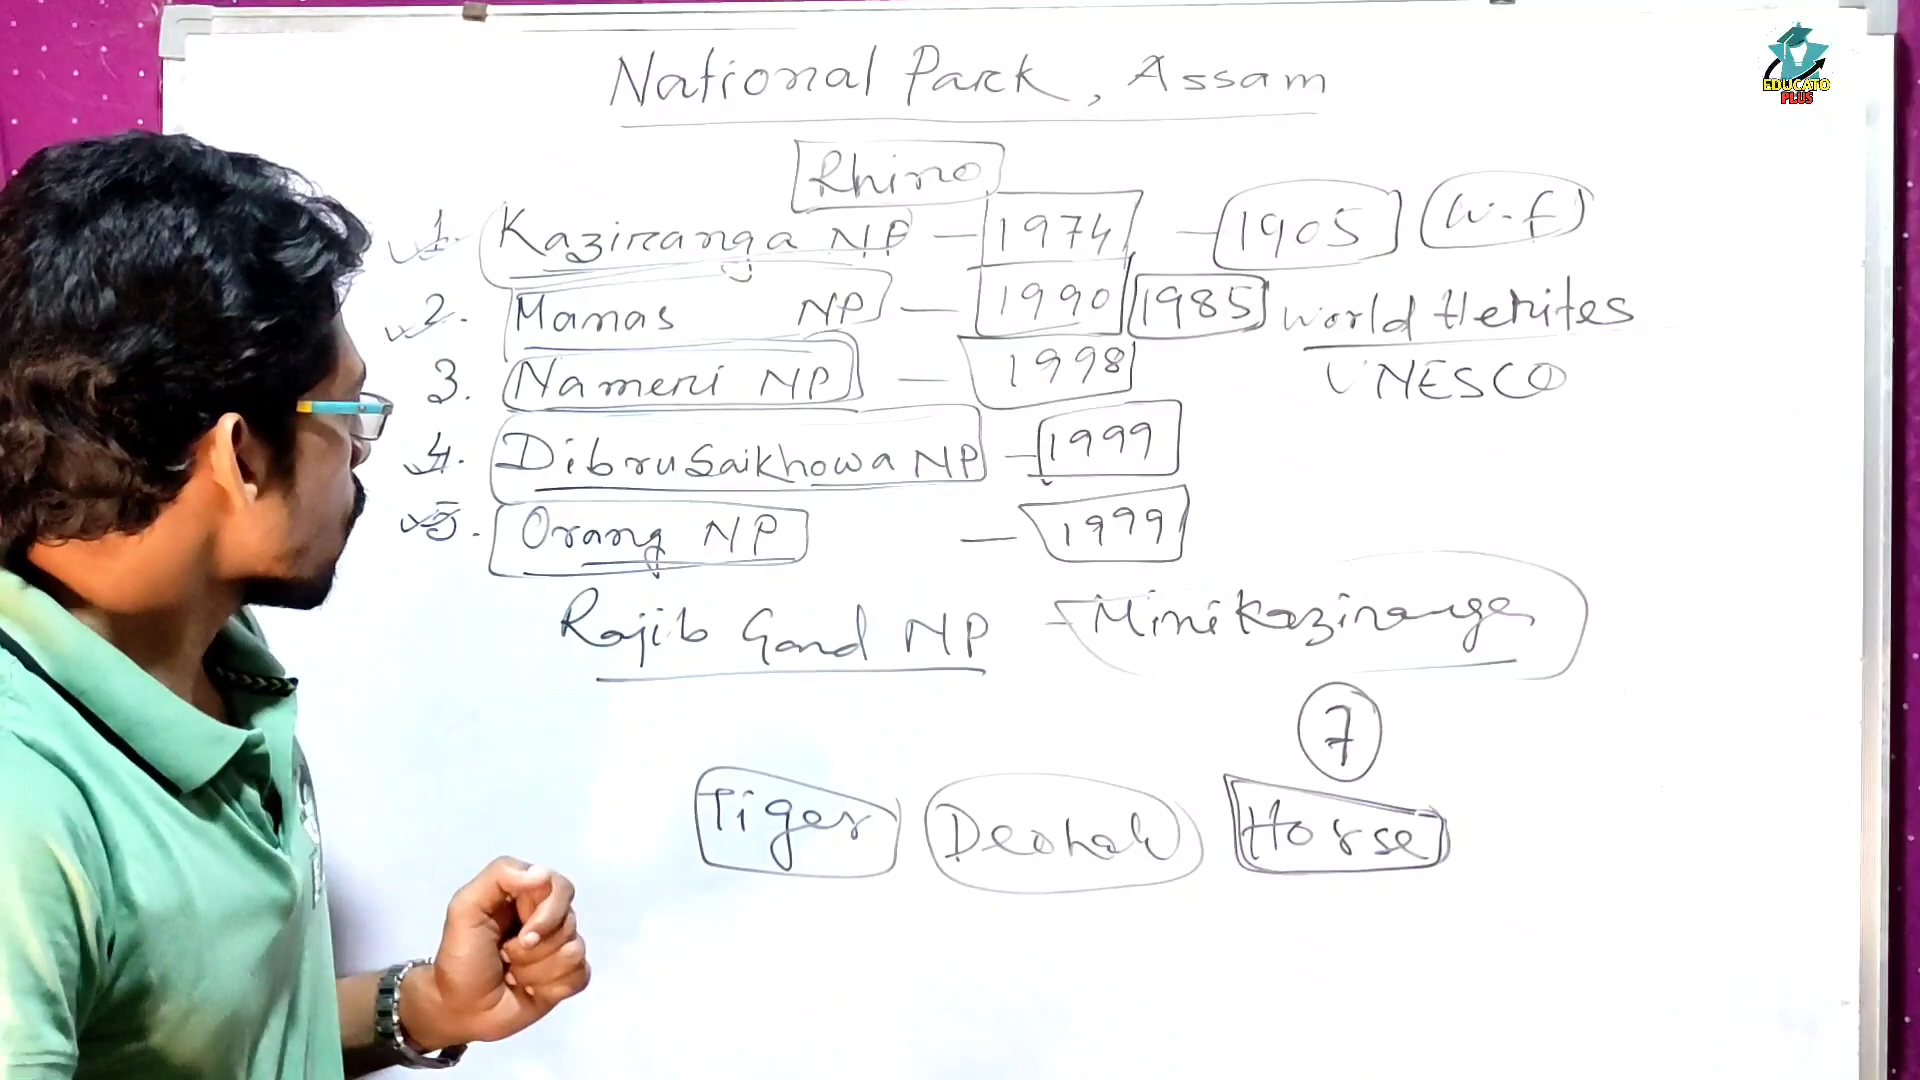 National Park, Assam
EDUCATO
PLUS
Rhino
1. Kaziranga NP — 1974 — 1905 (W-f)
2. Manas NP — 1990 1985 World Herites
UNESCO
3. Nameri NP — 1998
4. Dibru Saikhowa NP — 1999
5. Orang NP — 1999
Rajib Gand NP - Mini Kaziranga
7
Tiger Horse